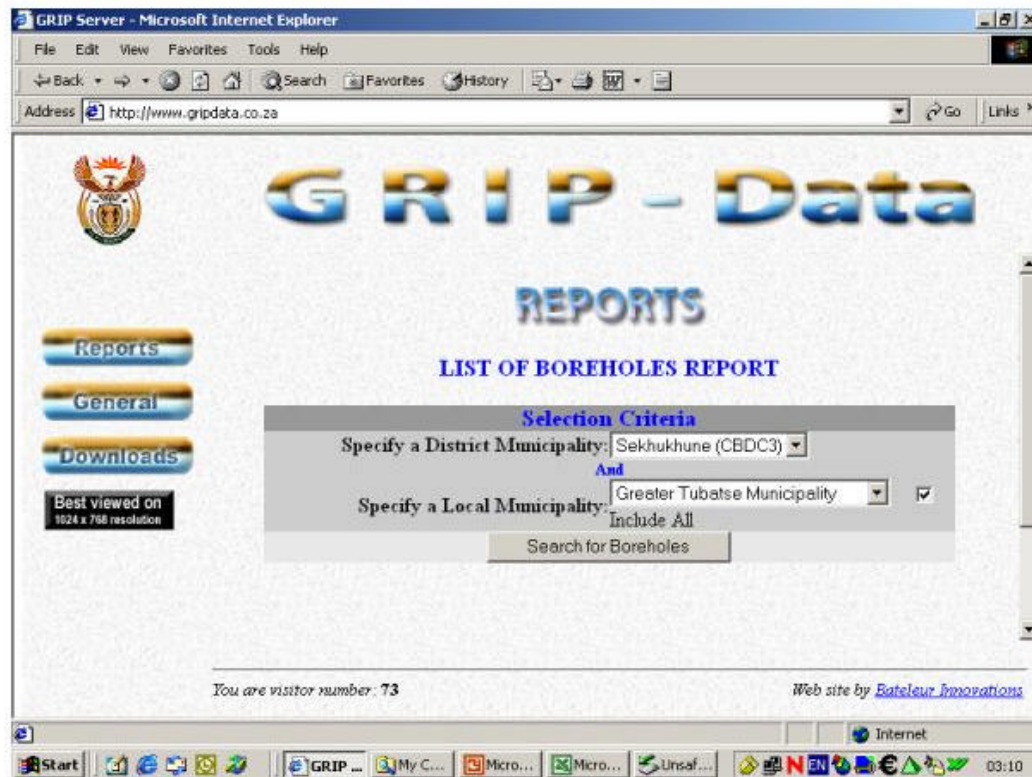 GRIP Server - Microsoft Internet Explorer
File Edit View Favorites Tools Help
Back Search Favorites History
Address http://www.gripdata.co.za Go Links
GRIP - Data
REPORTS
LIST OF BOREHOLES REPORT
Reports
General
Downloads
Best viewed on
1024 x 768 resolution
Selection Criteria
Specify a District Municipality: Sekhukhune (CBDC3)
And
Specify a Local Municipality: Greater Tubatse Municipality
Include All
Search for Boreholes
You are visitor number: 73 Web site by Bateleur Innovations
Internet
Start GRIP ... My C... Micro... Micro... Unsaf... N EN € 03:10